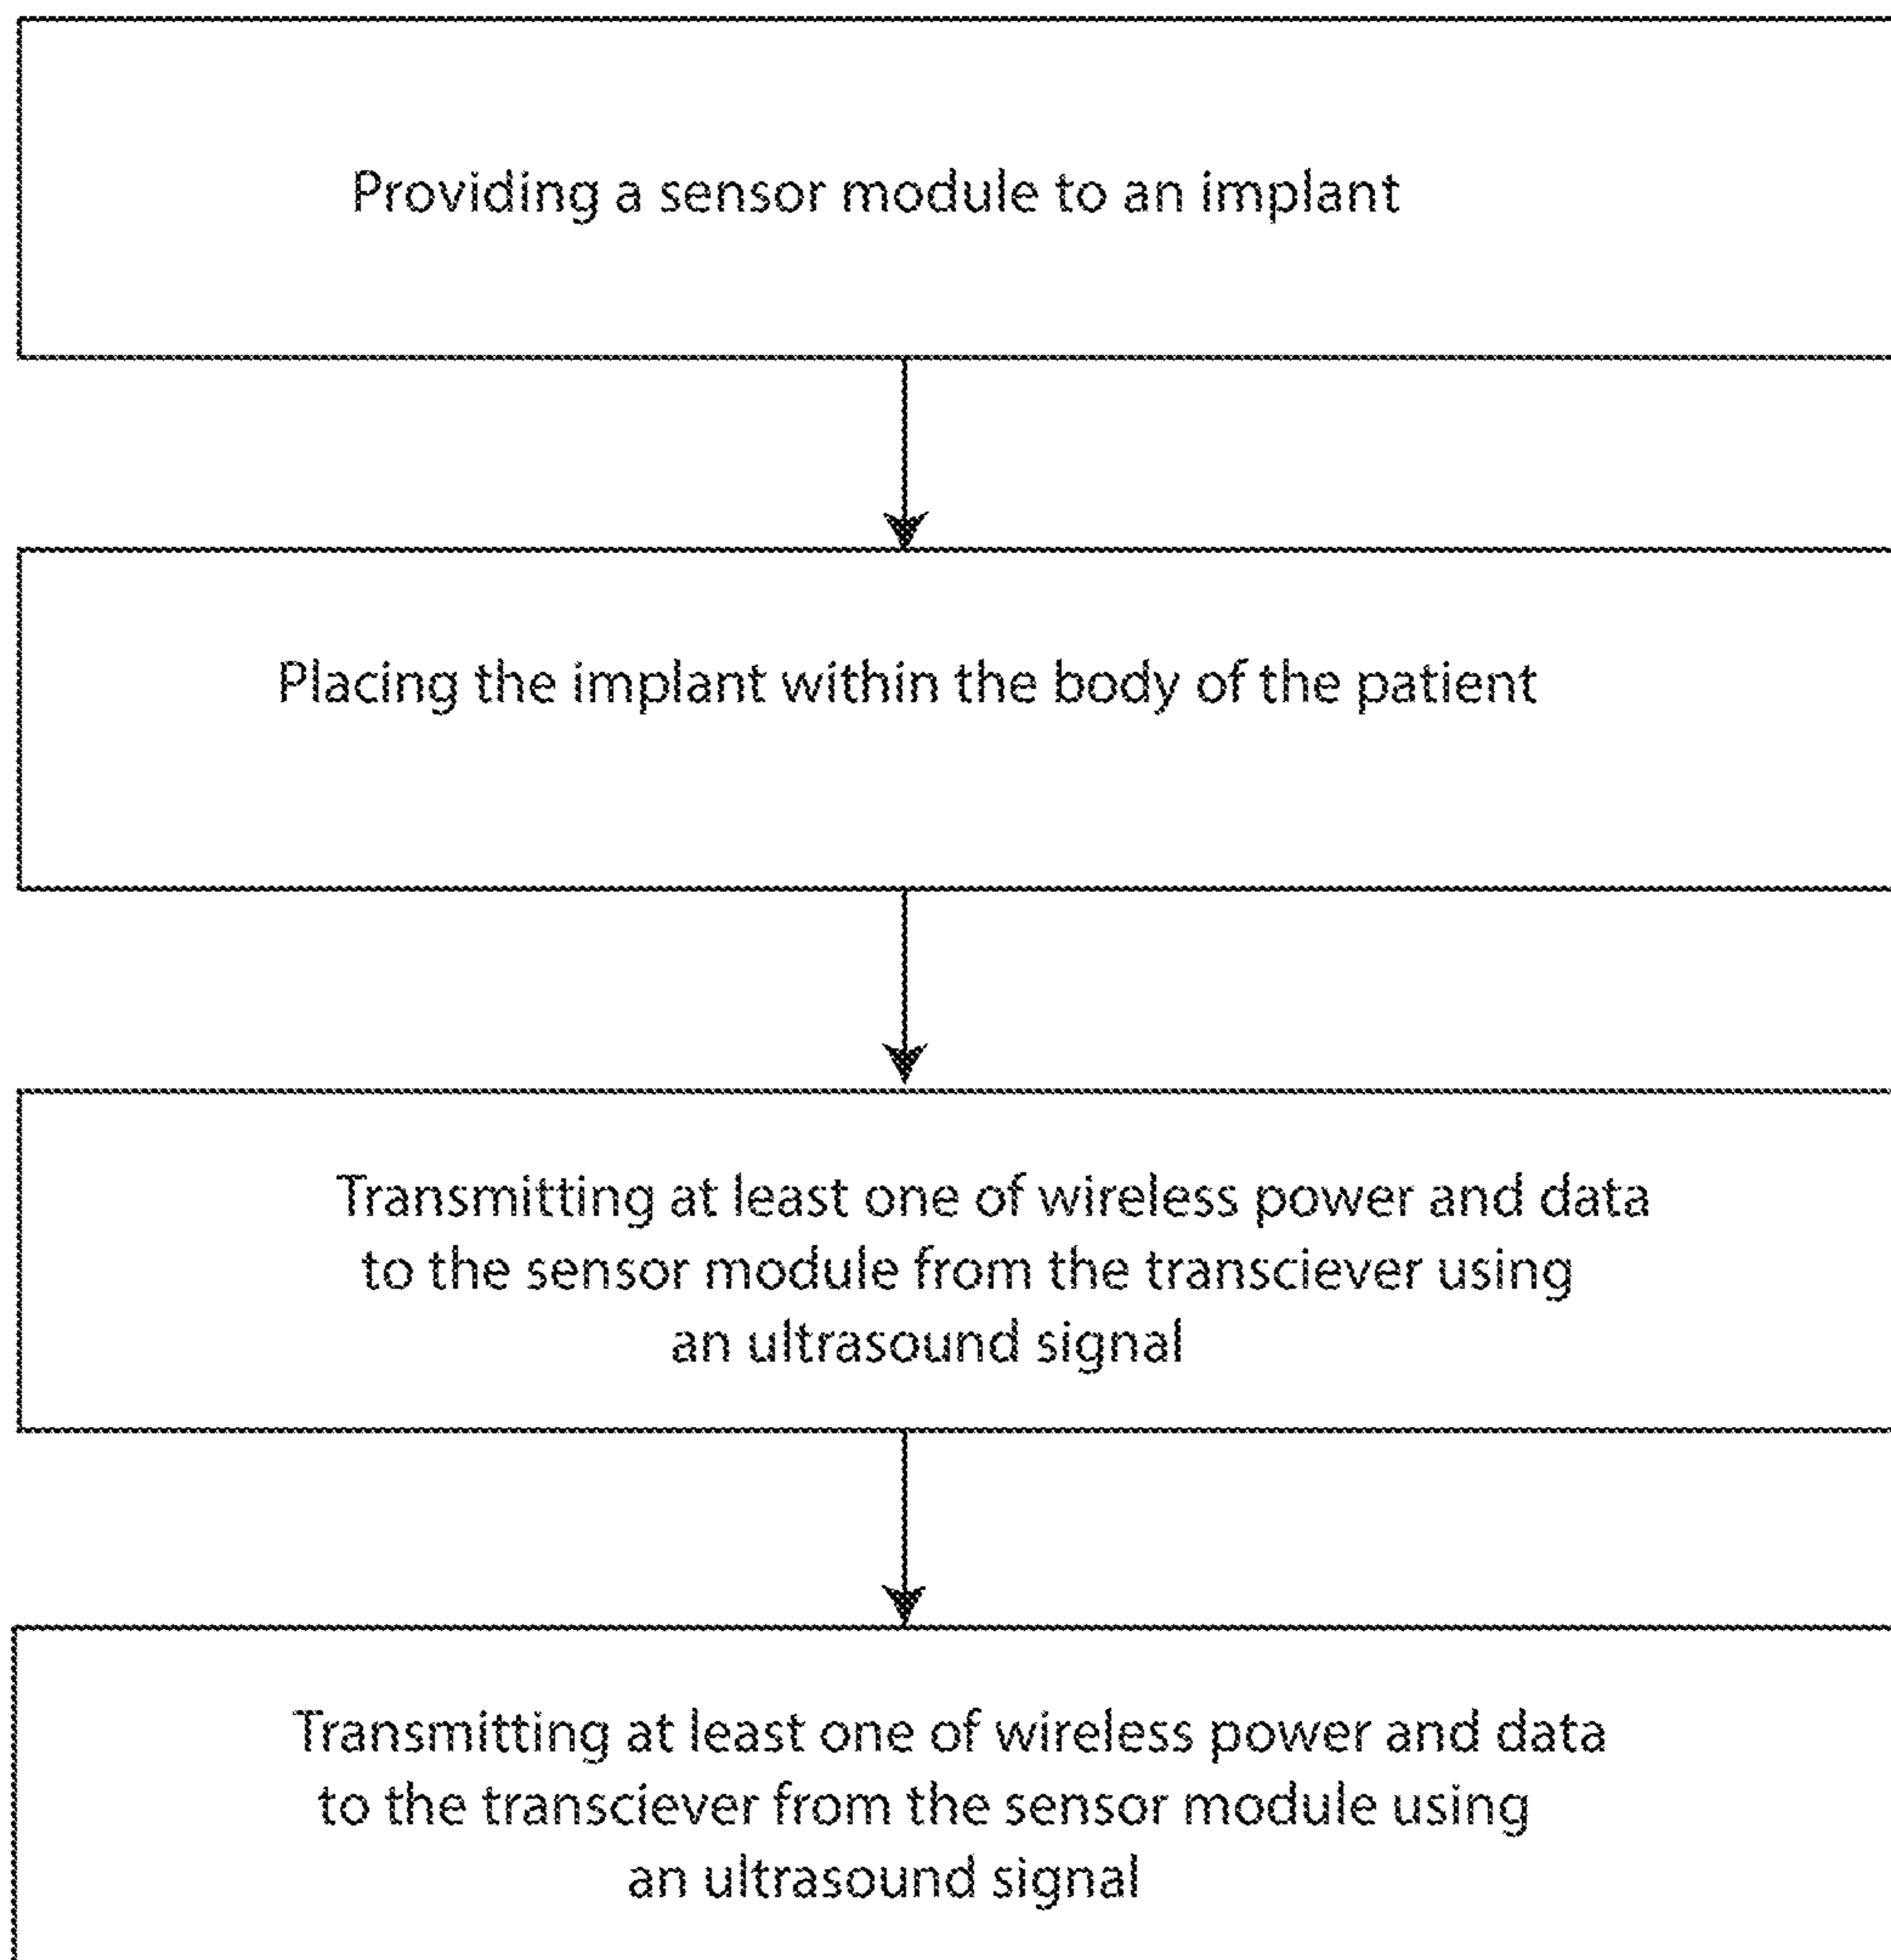 Providing a sensor module to an implant
Placing the implant within the body of the patient
Transmitting at least one of wireless power and data
to the sensor module from the transciever using
an ultrasound signal
Transmitting at least one of wireless power and data
to the transciever from the sensor module using
an ultrasound signal